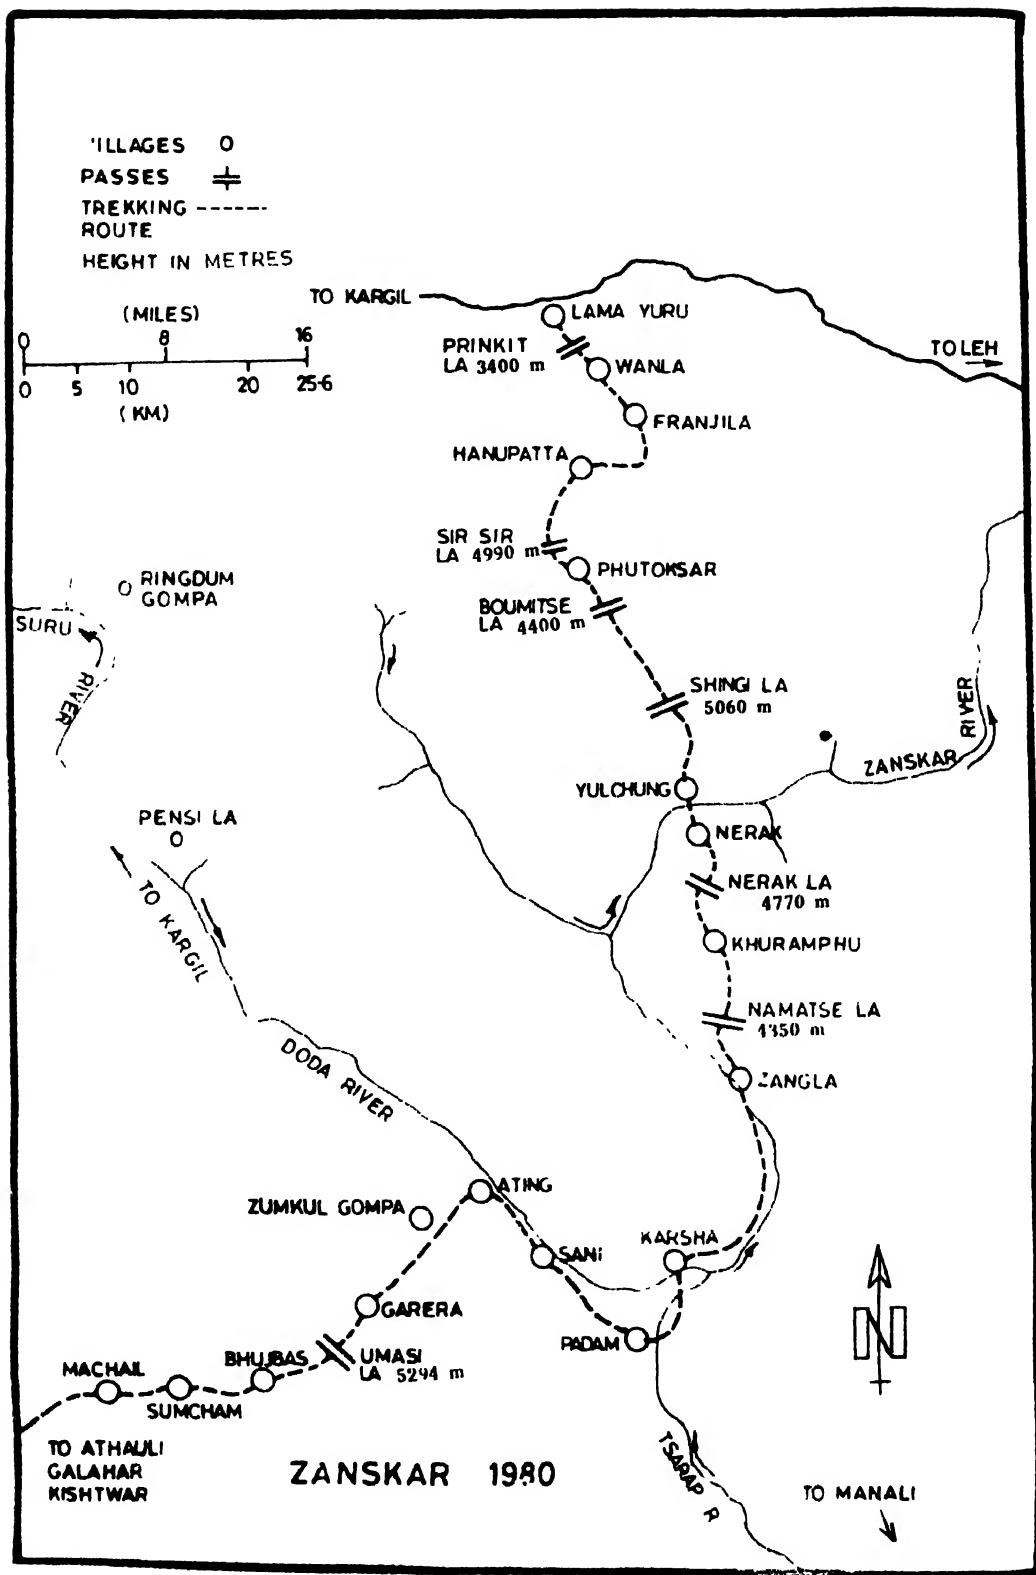 'ILLAGES O
PASSES
TREKKING
ROUTE
HEIGHT IN METRES
(MILES)
0 8 16
0 5 10 20 25·6
(KM.)
TO KARGIL
LAMA YURU
PRINKIT
LA 3400 m
WANLA
TO LEH
FRANJILA
HANUPATTA
SIR SIR
LA 4990 m
PHUTOKSAR
RINGDUM
GOMPA
BOUMITSE
LA 4400 m
SURU
RIVER
SHINGI LA
5060 m
ZANSKAR
RIVER
YULCHUNG
PENSI LA
NERAK
TO KARGIL
NERAK LA
4770 m
KHURAMPHU
NAMATSE LA
4350 m
DODA RIVER
ZANGLA
ATING
ZUMKUL GOMPA
KARSHA
SANI
GARERA
PADAM
N
BHUJBAS
UMASI
LA 5294 m
MACHAIL
SUMCHAM
TO ATHAULI
GALAHAR
KISHTWAR
ZANSKAR 1980
TSARAP R
TO MANALI